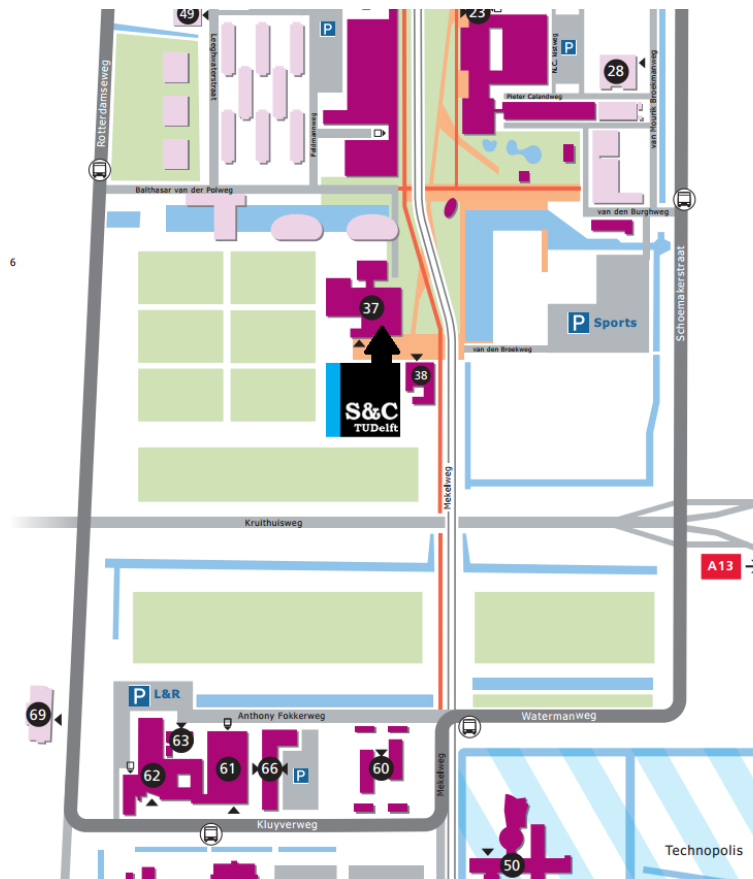 49
P
23
P
28
Leeghwaterstraat
N.C. Kistweg
Rotterdamseweg
Pieter Calandweg
van Mourik Broekmanweg
Feldmannweg
Balthasar van der Polweg
van den Burghweg
6
37
P Sports
Schoemakerstraat
van den Broekweg
38
S&C
TUDelft
Mekelweg
Kruithuisweg
A13
P L&R
69
Anthony Fokkerweg
Watermanweg
63
62
61
66
P
60
Mekelweg
Kluyverweg
Technopolis
50